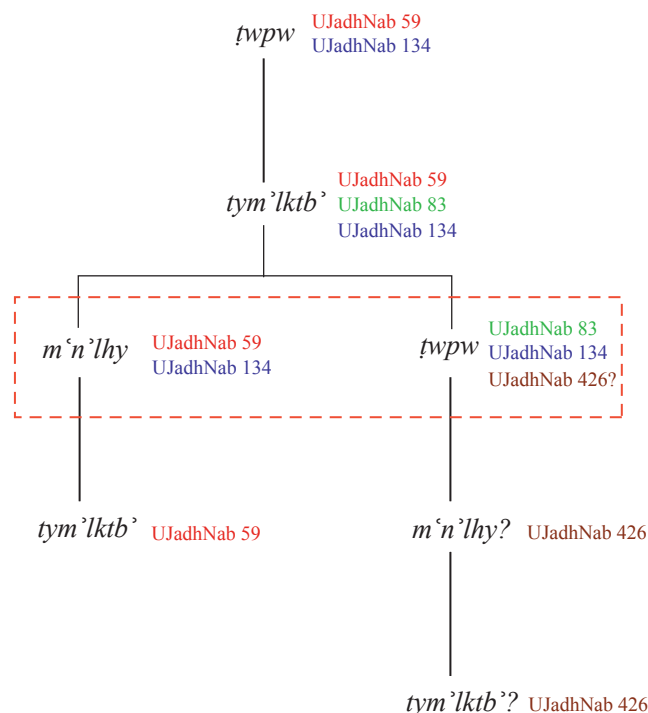 ṭwpw
UJadhNab 59
UJadhNab 134
tymʾlktbʾ
UJadhNab 59
UJadhNab 83
UJadhNab 134
mʿnʾlhy
UJadhNab 59
UJadhNab 134
ṭwpw
UJadhNab 83
UJadhNab 134
UJadhNab 426?
tymʾlktbʾ UJadhNab 59
mʿnʾlhy? UJadhNab 426
tymʾlktbʾ? UJadhNab 426